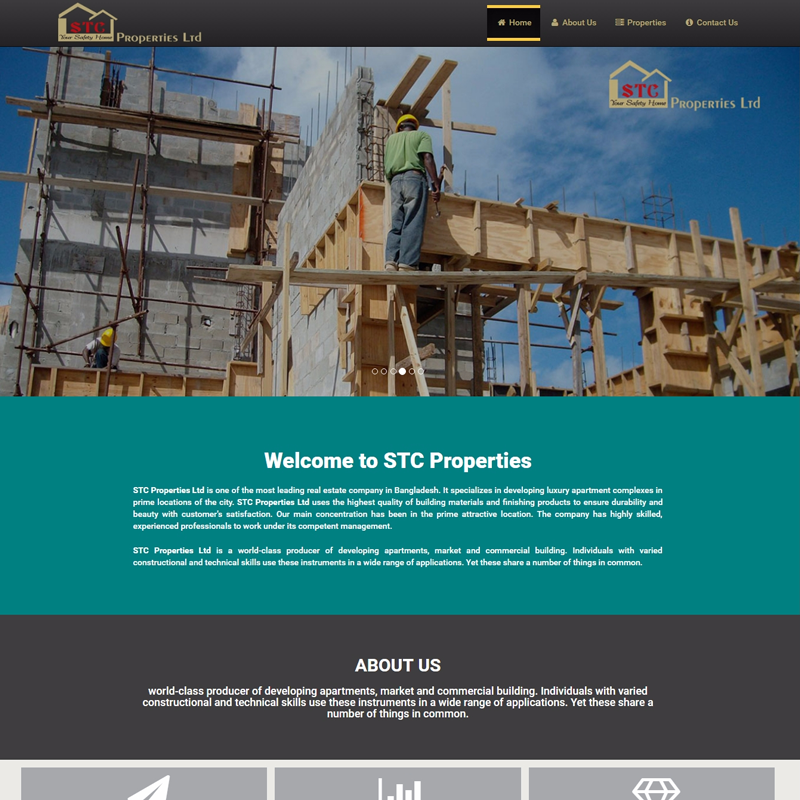 STC
Your Safety Home Properties Ltd
Home About Us Properties Contact Us
STC
Your Safety Home Properties Ltd
Welcome to STC Properties
STC Properties Ltd is one of the most leading real estate company in Bangladesh. It specializes in developing luxury apartment complexes in
prime locations of the city. STC Properties Ltd uses the highest quality of building materials and finishing products to ensure durability and
beauty with customer's satisfaction. Our main concentration has been in the prime attractive location. The company has highly skilled,
experienced professionals to work under its competent management.
STC Properties Ltd is a world-class producer of developing apartments, market and commercial building. Individuals with varied
constructional and technical skills use these instruments in a wide range of applications. Yet these share a number of things in common.
ABOUT US
world-class producer of developing apartments, market and commercial building. Individuals with varied
constructional and technical skills use these instruments in a wide range of applications. Yet these share a
number of things in common.